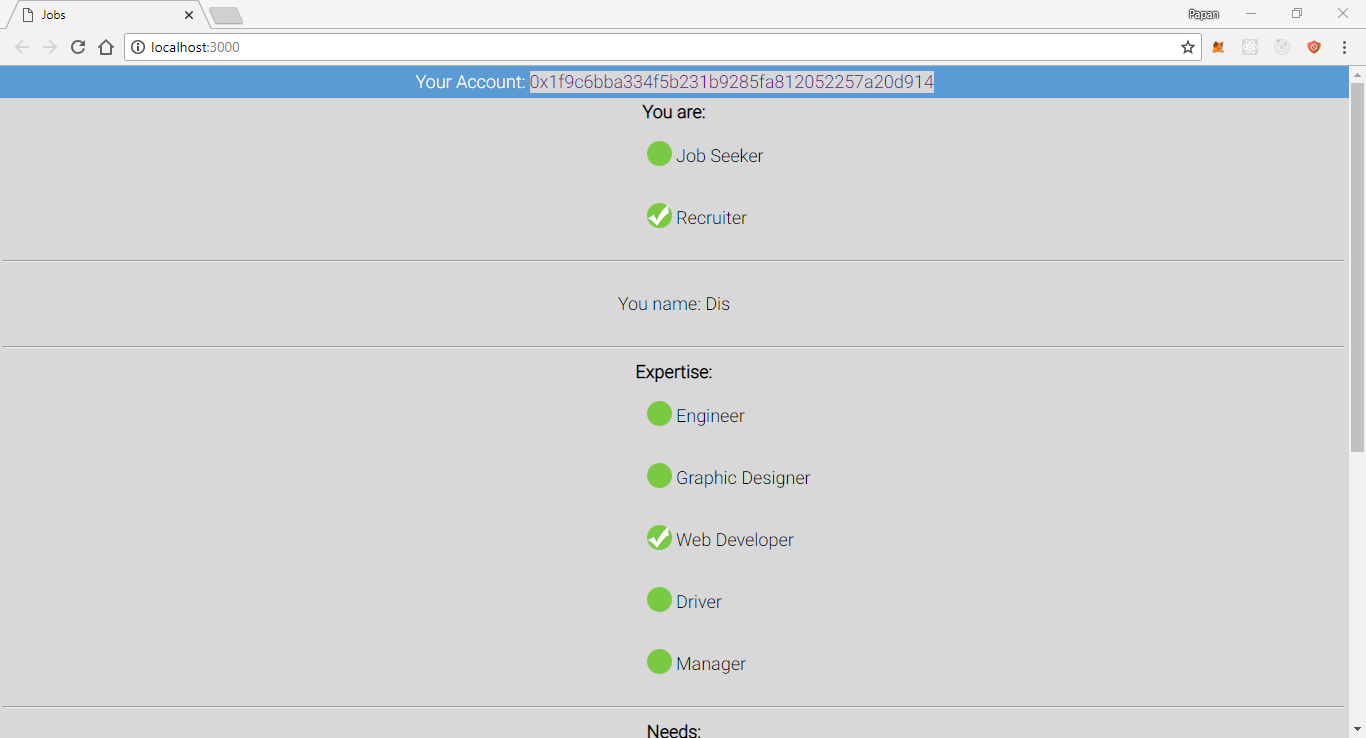 Jobs
Papan
localhost:3000
Your Account: 0x1f9c6bba334f5b231b9285fa812052257a20d914
You are:
Job Seeker
Recruiter
You name: Dis
Expertise:
Engineer
Graphic Designer
Web Developer
Driver
Manager
Needs: